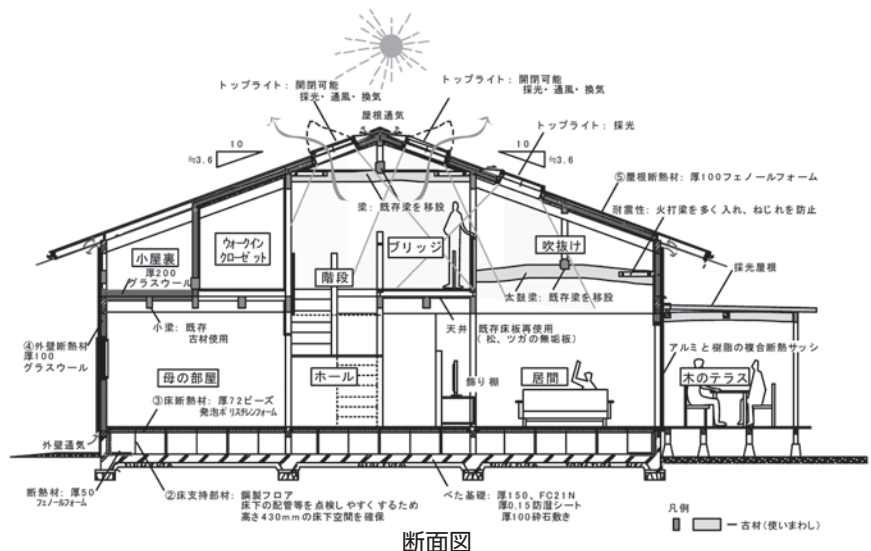 トップライト: 開閉可能
採光・通風・換気
トップライト: 開閉可能
採光・通風・換気
屋根通気
トップライト: 採光
10
≒3.6
10
≒3.6
⑤屋根断熱材: 厚100フェノールフォーム
耐震性: 火打梁を多く入れ、ねじれを防止
梁: 既存梁を移設
ウォークイン
クローゼット
ブリッジ
吹抜け
小屋裏
厚200
グラスウール
階段
採光屋根
太鼓梁: 既存梁を移設
小梁: 既存
古材使用
天井: 既存床板再使用
(松、ツガの無垢板)
④外壁断熱材
厚100
グラスウール
アルミと樹脂の複合断熱サッシ
母の部屋
ホール
飾り棚
居間
木のテラス
③床断熱材: 厚72ビーズ
発泡ポリスチレンフォーム
外壁通気
断熱材: 厚50
フェノールフォーム
②床支持部材: 鋼製フロア
床下の配管等を点検しやすくするため
高さ430mmの床下空間を確保
べた基礎: 厚150、FC21N
厚0.15防湿シート
厚100砕石敷き
凡例
古材(使いまわし)
断面図